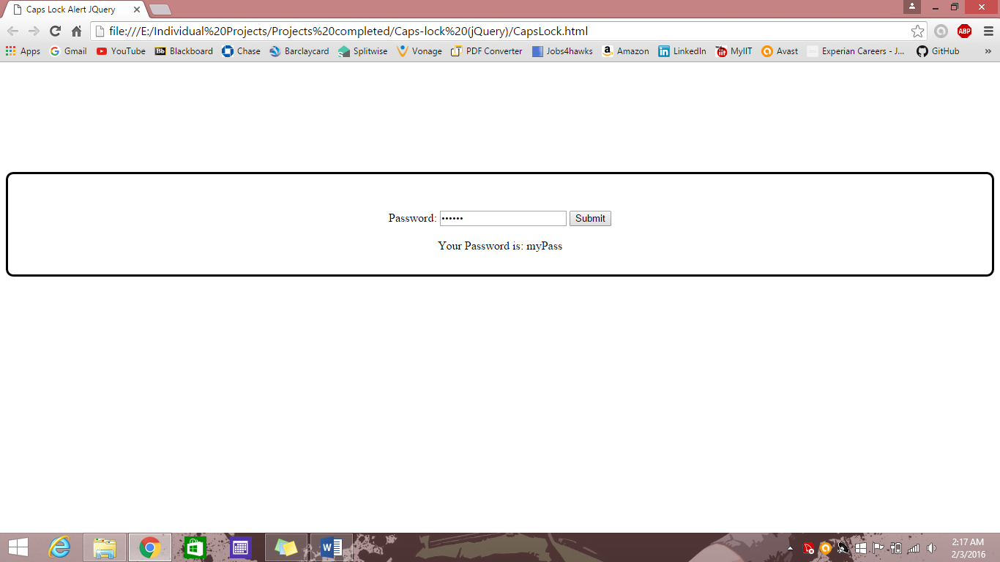 Caps Lock Alert JQuery
file:///E:/Individual%20Projects/Projects%20completed/Caps-lock%20(jQuery)/CapsLock.html
ABP
Apps Gmail YouTube Bb Blackboard Chase Barclaycard Splitwise Vonage PDF Converter Jobs4hawks a Amazon in LinkedIn MyIIT Avast Experian Careers - J... GitHub »
Password: •••••• Submit
Your Password is: myPass
2:17 AM
2/3/2016